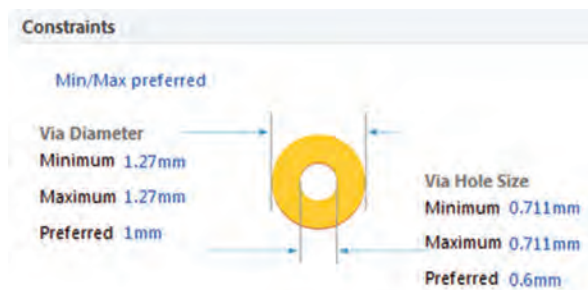 Constraints
Min/Max preferred
Via Diameter
Minimum 1.27mm
Maximum 1.27mm
Preferred 1mm
Via Hole Size
Minimum 0.711mm
Maximum 0.711mm
Preferred 0.6mm